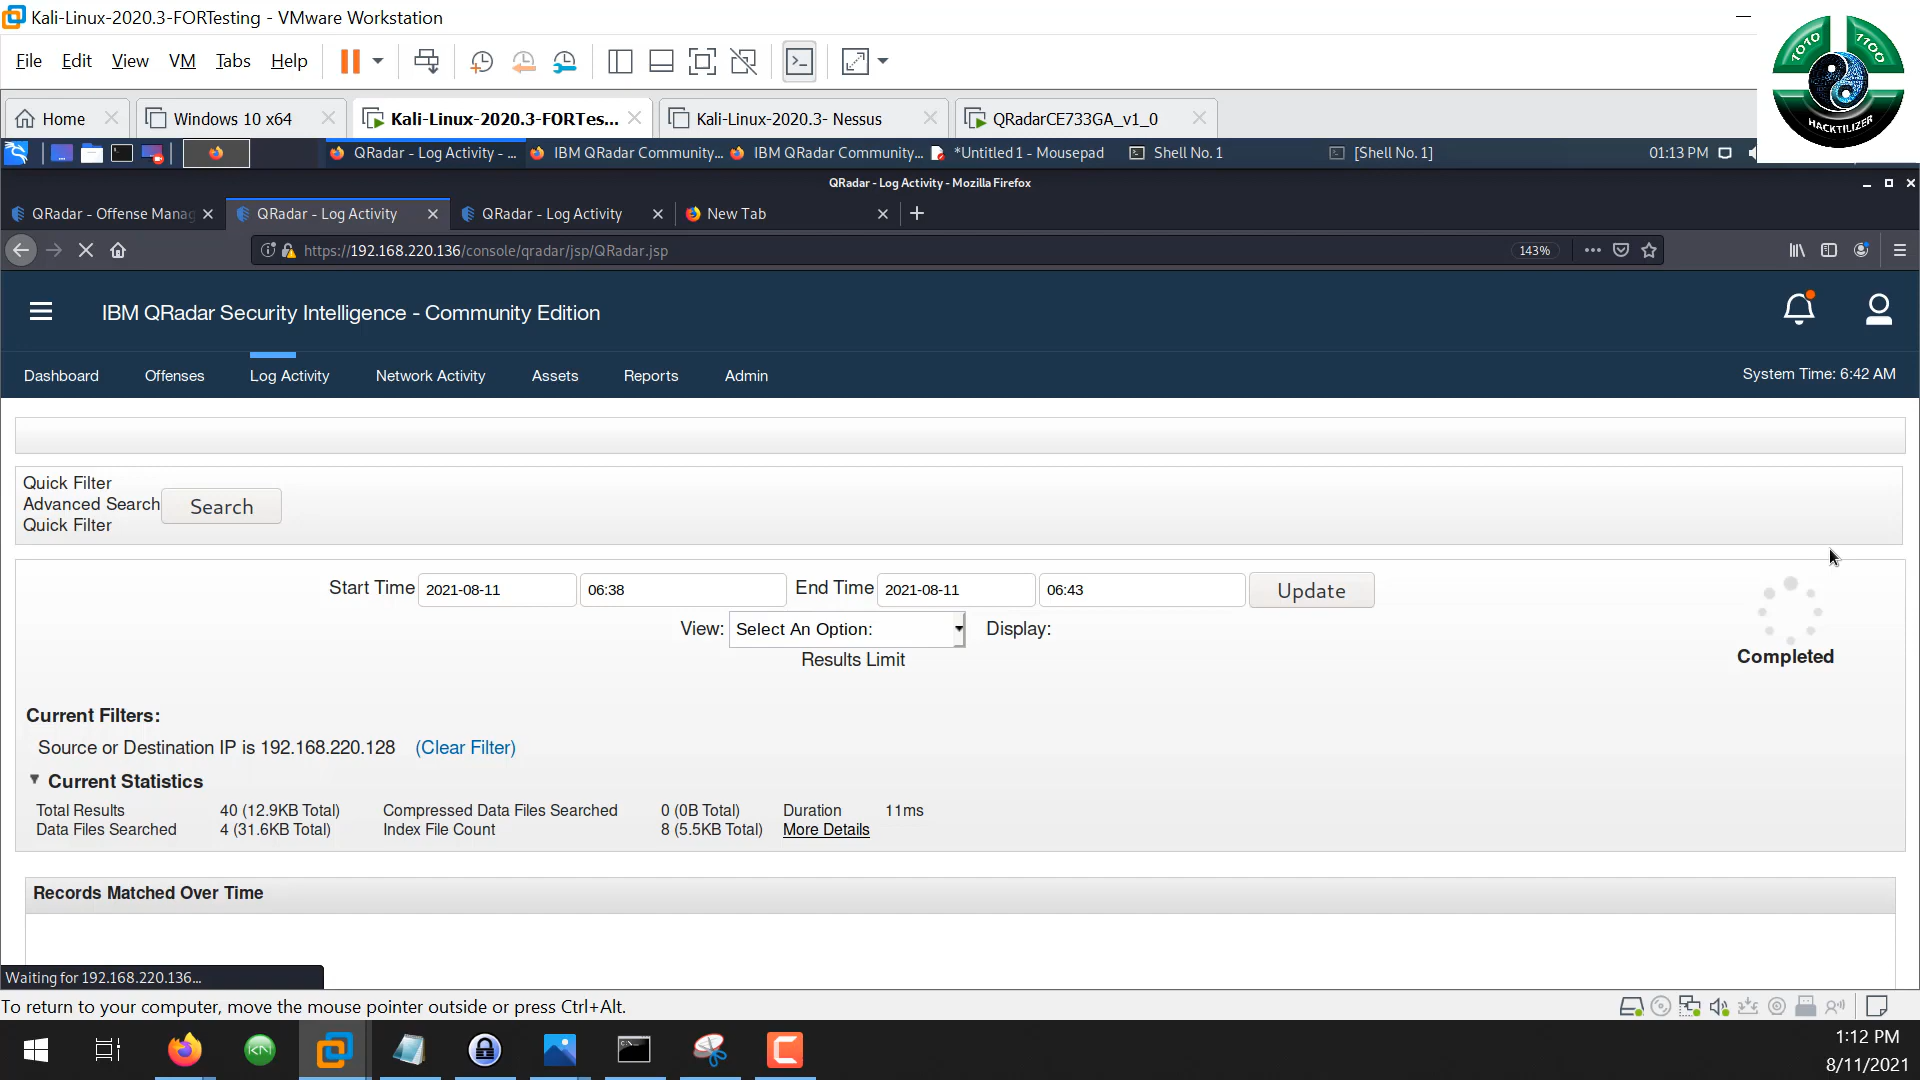 Kali-Linux-2020.3-FORTesting - VMware Workstation
File Edit View VM Tabs Help
1010 1100
HACKTILIZER
Home Windows 10 x64 Kali-Linux-2020.3-FORTes... Kali-Linux-2020.3- Nessus QRadarCE733GA_v1_0
QRadar - Log Activity - ... IBM QRadar Community... IBM QRadar Community... *Untitled 1 - Mousepad Shell No. 1 [Shell No. 1] 01:13 PM
QRadar - Log Activity - Mozilla Firefox
QRadar - Offense Manag QRadar - Log Activity QRadar - Log Activity New Tab
https://192.168.220.136/console/qradar/jsp/QRadar.jsp 143%
IBM QRadar Security Intelligence - Community Edition
Dashboard Offenses Log Activity Network Activity Assets Reports Admin System Time: 6:42 AM
Quick Filter
Advanced Search
Quick Filter
Search
Start Time 2021-08-11 06:38 End Time 2021-08-11 06:43 Update
View: Select An Option: Display:
Results Limit
Completed
Current Filters:
Source or Destination IP is 192.168.220.128 (Clear Filter)
Current Statistics
Total Results 40 (12.9KB Total) Compressed Data Files Searched 0 (0B Total) Duration 11ms
Data Files Searched 4 (31.6KB Total) Index File Count 8 (5.5KB Total) More Details
Records Matched Over Time
Waiting for 192.168.220.136...
To return to your computer, move the mouse pointer outside or press Ctrl+Alt.
KN
1:12 PM
8/11/2021